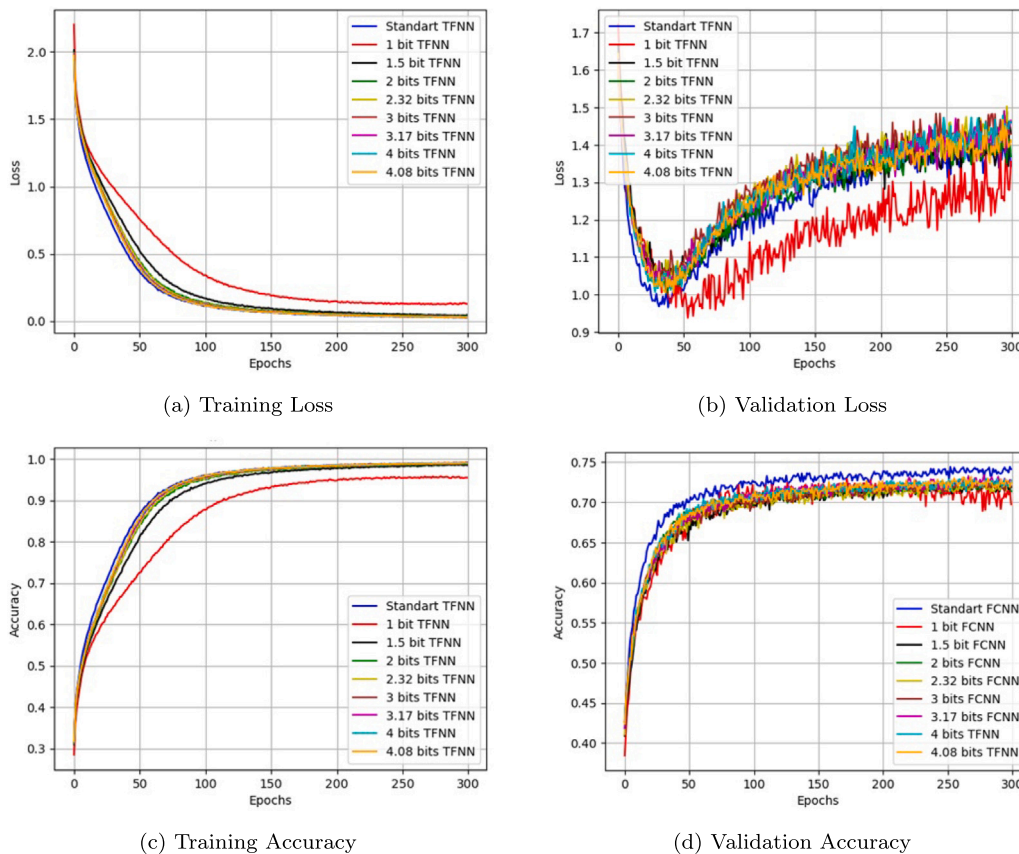 2.0
1.5
1.0
0.5
0.0
Loss
0 50 100 150 200 250 300
Epochs
Standart TFNN
1 bit TFNN
1.5 bit TFNN
2 bits TFNN
2.32 bits TFNN
3 bits TFNN
3.17 bits TFNN
4 bits TFNN
4.08 bits TFNN
(a) Training Loss
1.7
1.6
1.5
1.4
1.3
1.2
1.1
1.0
0.9
Loss
0 50 100 150 200 250 300
Epochs
Standart TFNN
1 bit TFNN
1.5 bit TFNN
2 bits TFNN
2.32 bits TFNN
3 bits TFNN
3.17 bits TFNN
4 bits TFNN
4.08 bits TFNN
(b) Validation Loss
1.0
0.9
0.8
0.7
0.6
0.5
0.4
0.3
Accuracy
0 50 100 150 200 250 300
Epochs
Standart TFNN
1 bit TFNN
1.5 bit TFNN
2 bits TFNN
2.32 bits TFNN
3 bits TFNN
3.17 bits TFNN
4 bits TFNN
4.08 bits TFNN
(c) Training Accuracy
0.75
0.70
0.65
0.60
0.55
0.50
0.45
0.40
Accuracy
0 50 100 150 200 250 300
Epochs
Standart FCNN
1 bit FCNN
1.5 bit FCNN
2 bits FCNN
2.32 bits FCNN
3 bits FCNN
3.17 bits FCNN
4 bits TFNN
4.08 bits TFNN
(d) Validation Accuracy